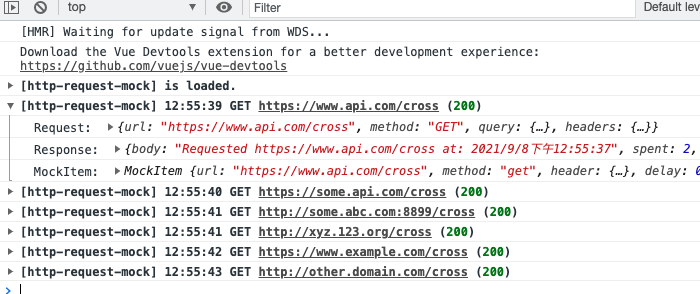 top Filter Default lev
[HMR] Waiting for update signal from WDS...
Download the Vue Devtools extension for a better development experience:
https://github.com/vuejs/vue-devtools
[http-request-mock] is loaded.
[http-request-mock] 12:55:39 GET https://www.api.com/cross (200)
Request: {url: "https://www.api.com/cross", method: "GET", query: {…}, headers: {…}}
Response: {body: "Requested https://www.api.com/cross at: 2021/9/8下午12:55:37", spent: 2,
MockItem: MockItem {url: "https://www.api.com/cross", method: "get", header: {…}, delay: 0
[http-request-mock] 12:55:40 GET https://some.api.com/cross (200)
[http-request-mock] 12:55:41 GET http://some.abc.com:8899/cross (200)
[http-request-mock] 12:55:41 GET http://xyz.123.org/cross (200)
[http-request-mock] 12:55:42 GET https://www.example.com/cross (200)
[http-request-mock] 12:55:43 GET http://other.domain.com/cross (200)